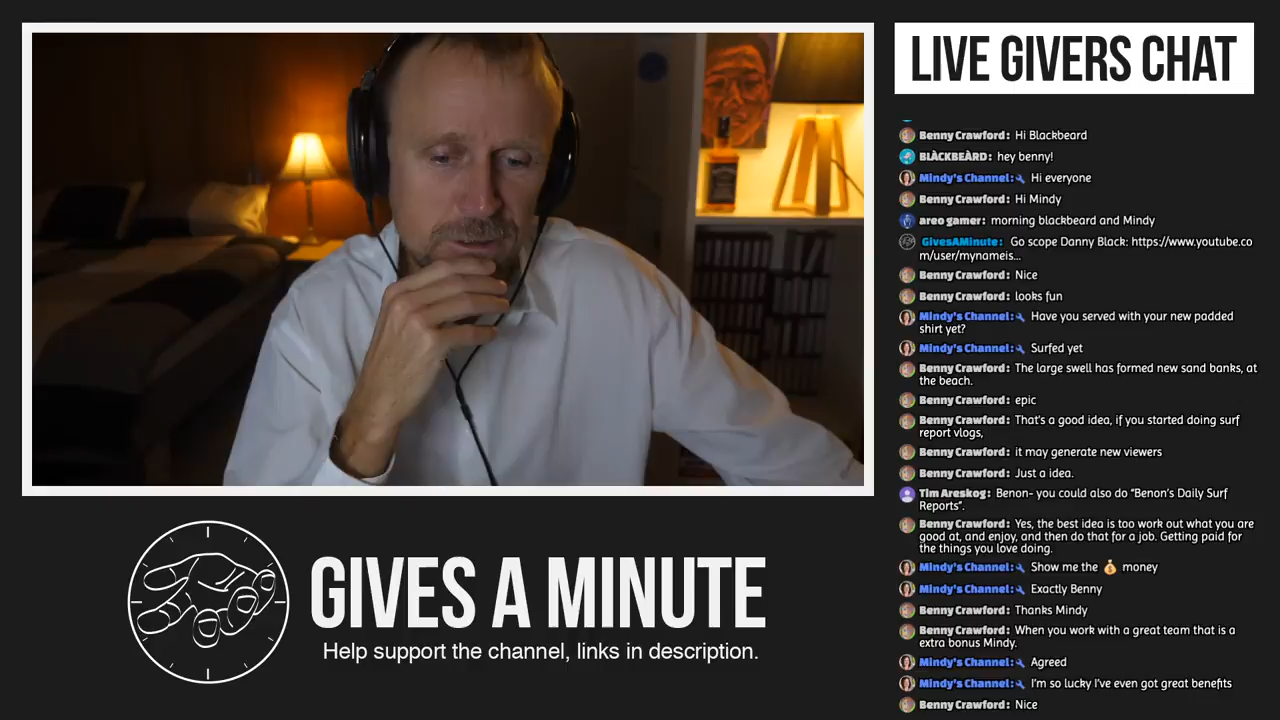 LIVE GIVERS CHAT
Benny Crawford: Hi Blackbeard
BLÀCKBEÀRD: hey benny!
Mindy's Channel: Hi everyone
Benny Crawford: Hi Mindy
areo gamer: morning blackbeard and Mindy
GivesAMinute: Go scope Danny Black: https://www.youtube.co
m/user/mynameis...
Benny Crawford: Nice
Benny Crawford: looks fun
Mindy's Channel: Have you served with your new padded
shirt yet?
Mindy's Channel: Surfed yet
Benny Crawford: The large swell has formed new sand banks, at
the beach.
Benny Crawford: epic
Benny Crawford: That's a good idea, if you started doing surf
report vlogs,
Benny Crawford: it may generate new viewers
Benny Crawford: Just a idea.
Tim Areskog: Benon- you could also do "Benon's Daily Surf
Reports".
Benny Crawford: Yes, the best idea is too work out what you are
good at, and enjoy, and then do that for a job. Getting paid for
the things you love doing.
Mindy's Channel: Show me the 💰 money
Mindy's Channel: Exactly Benny
Benny Crawford: Thanks Mindy
Benny Crawford: When you work with a great team that is a
extra bonus Mindy.
Mindy's Channel: Agreed
Mindy's Channel: I'm so lucky I've even got great benefits
Benny Crawford: Nice
GIVES A MINUTE
Help support the channel, links in description.